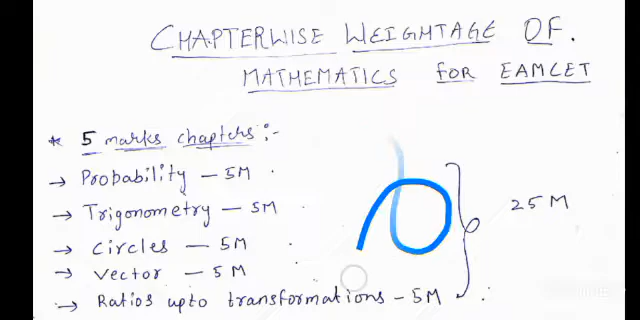 CHAPTERWISE WEIGHTAGE OF.
MATHEMATICS FOR EAMCET
* 5 marks chapters :-
→ Probability - 5M
→ Trigonometry - 5M
→ Circles - 5M
→ Vector - 5M
→ Ratios upto transformations - 5M
25 M